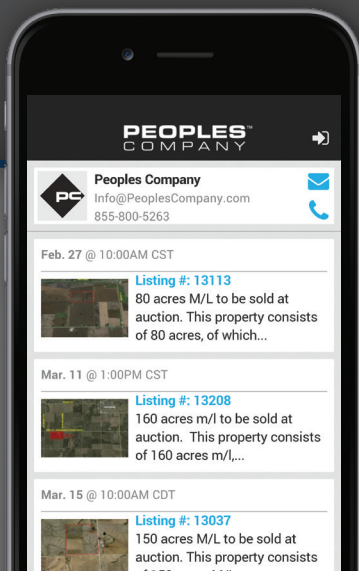 PEOPLES™
COMPANY
PC
Peoples Company
Info@PeoplesCompany.com
855-800-5263
Feb. 27 @ 10:00AM CST
Listing #: 13113
80 acres M/L to be sold at
auction. This property consists
of 80 acres, of which...
Mar. 11 @ 1:00PM CST
Listing #: 13208
160 acres m/l to be sold at
auction. This property consists
of 160 acres m/l,...
Mar. 15 @ 10:00AM CDT
Listing #: 13037
150 acres M/L to be sold at
auction. This property consists